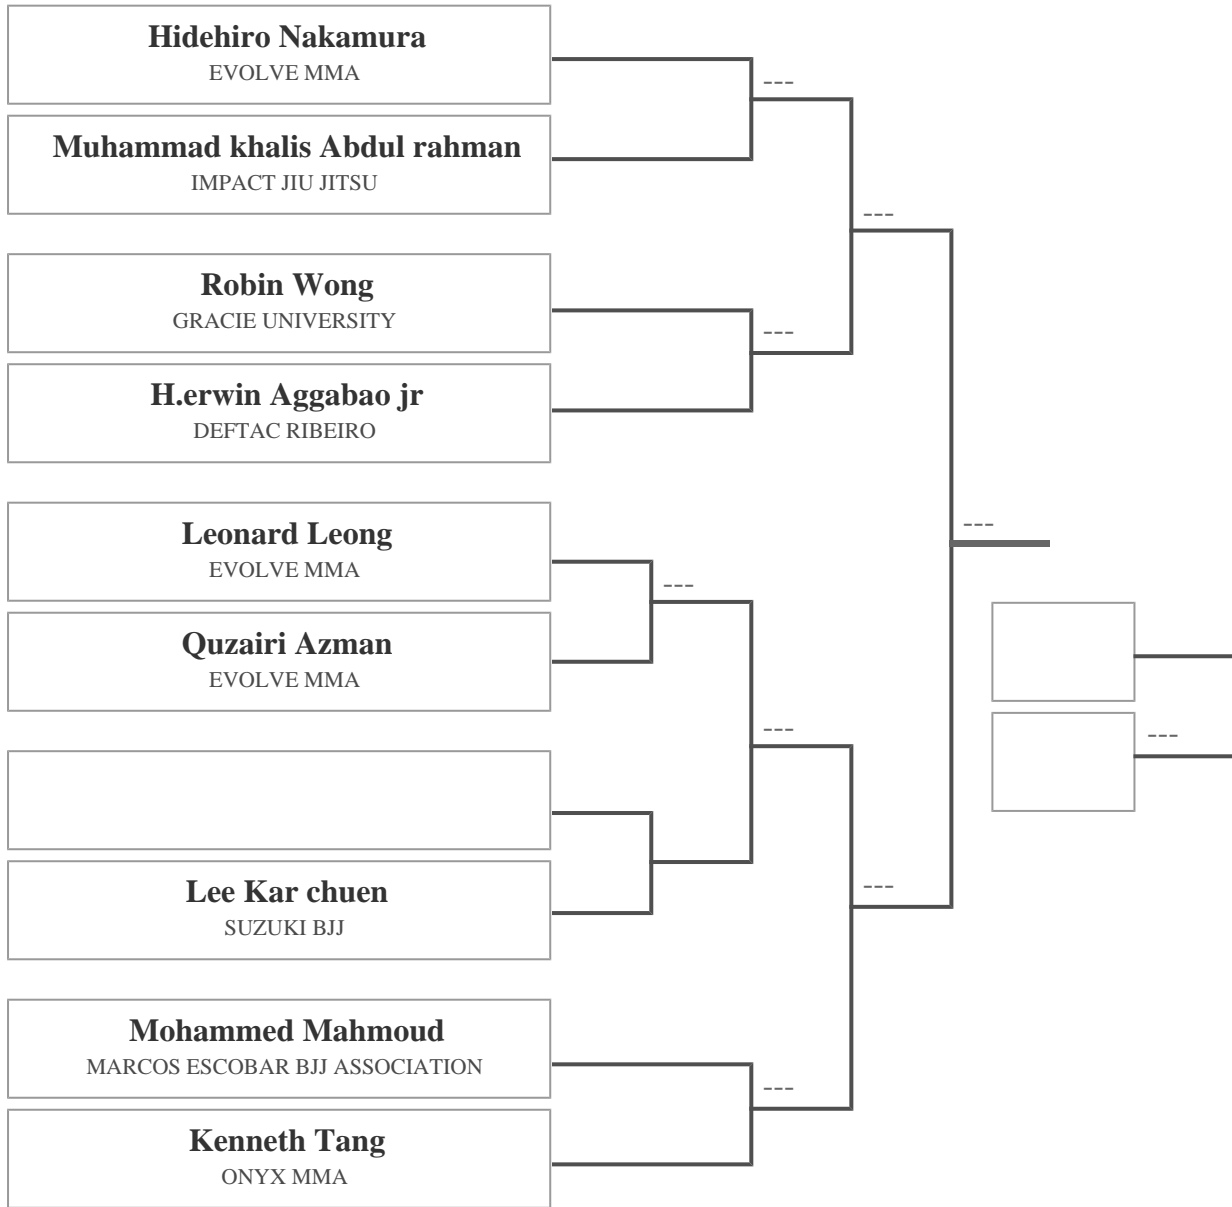 Hidehiro Nakamura
EVOLVE MMA
---
Muhammad khalis Abdul rahman
IMPACT JIU JITSU
---
Robin Wong
GRACIE UNIVERSITY
---
H.erwin Aggabao jr
DEFTAC RIBEIRO
Leonard Leong
EVOLVE MMA
---
---
Quzairi Azman
EVOLVE MMA
---
---
Lee Kar chuen
SUZUKI BJJ
---
Mohammed Mahmoud
MARCOS ESCOBAR BJJ ASSOCIATION
---
Kenneth Tang
ONYX MMA